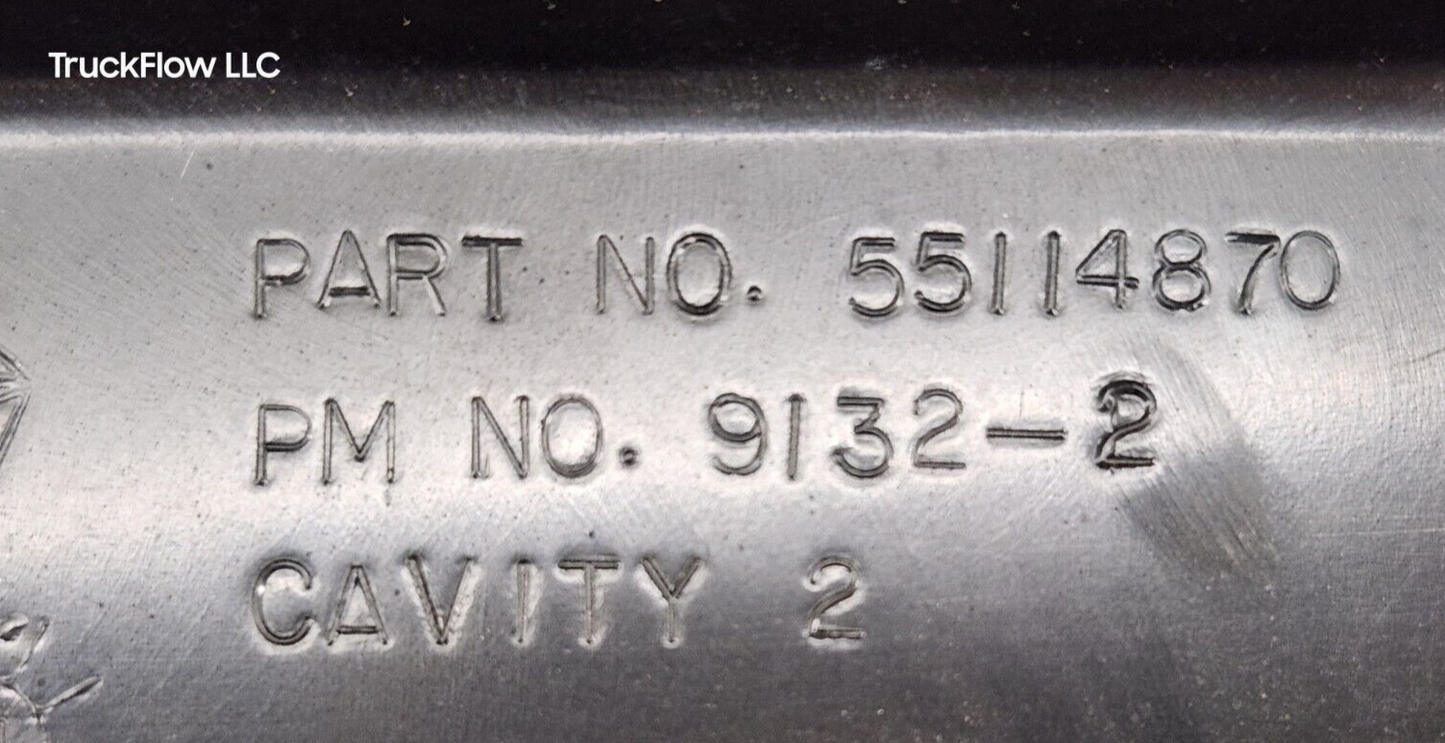 TruckFlow LLC
PART NO. 55114870
PM NO. 9132-2
CAVITY 2